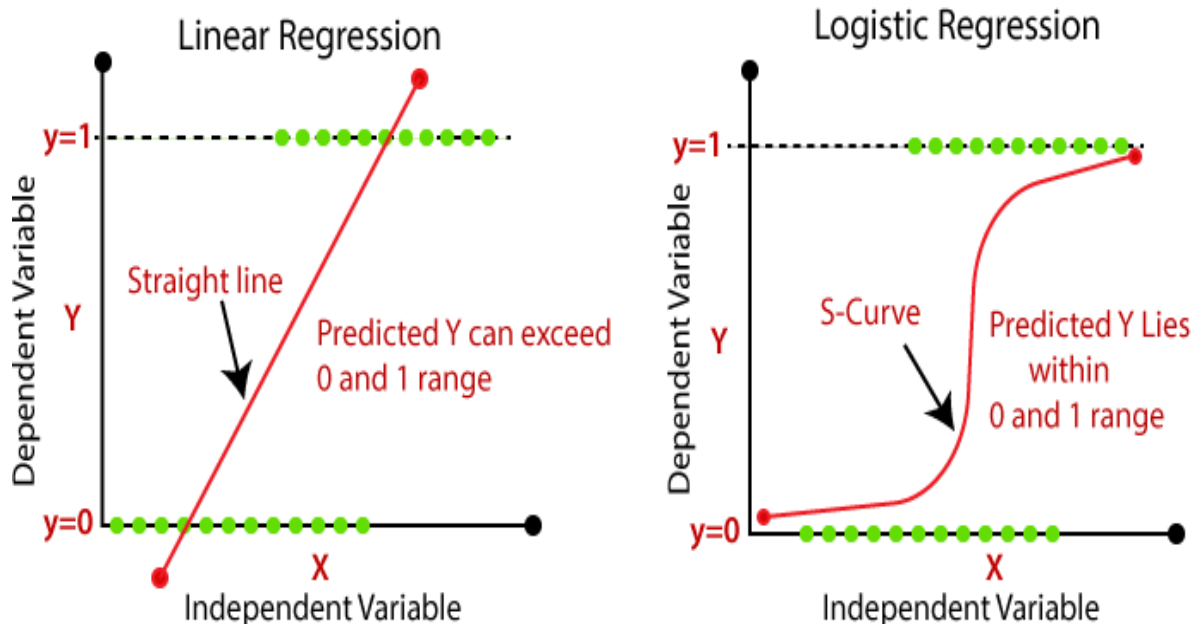 Linear Regression
y=1
Dependent Variable
Y
Straight line
Predicted Y can exceed
0 and 1 range
y=0
X
Independent Variable
Logistic Regression
y=1
Dependent Variable
Y
S-Curve
Predicted Y Lies
within
0 and 1 range
y=0
X
Independent Variable